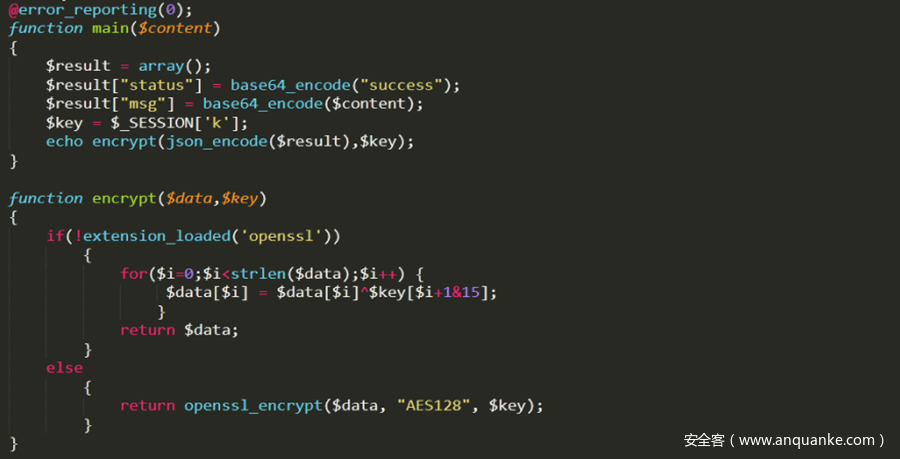 @error_reporting(0);
function main($content)
{
    $result = array();
    $result["status"] = base64_encode("success");
    $result["msg"] = base64_encode($content);
    $key = $_SESSION['k'];
    echo encrypt(json_encode($result),$key);
}

function encrypt($data,$key)
{
    if(!extension_loaded('openssl'))
        {
            for($i=0;$i<strlen($data);$i++) {
                 $data[$i] = $data[$i]^$key[$i+1&15];
                }
            return $data;
        }
    else
        {
            return openssl_encrypt($data, "AES128", $key);
        }
}
安全客（www.anquanke.com）